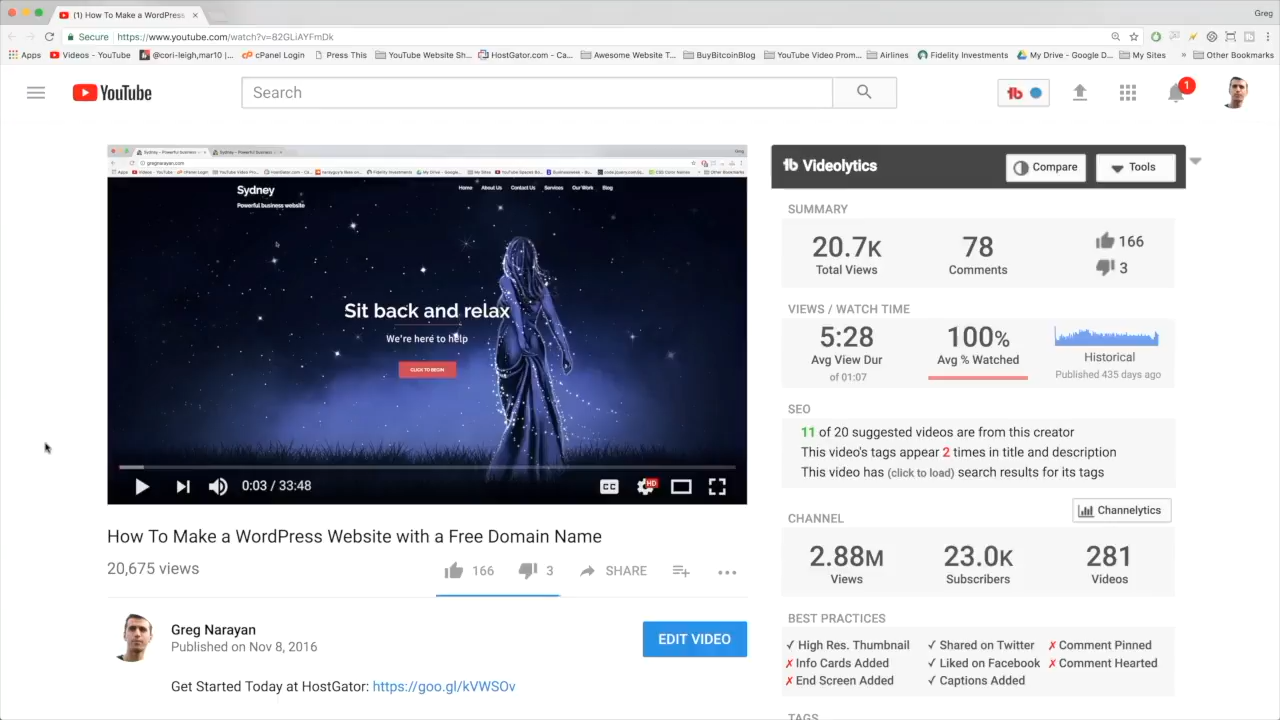 (1) How To Make a WordPress
Greg
Secure
https://www.youtube.com/watch?v=82GLiAYFmDk
Apps
Videos - YouTube
@cori-leigh,mar10 |...
cPanel Login
Press This
YouTube Website Sh...
HostGator.com - Ca...
Awesome Website T...
BuyBitcoinBlog
YouTube Video Prom...
Airlines
Fidelity Investments
My Drive - Google D...
My Sites
»
Other Bookmarks
YouTube
Search
1
Sydney
Powerful business website
Home
About Us
Contact Us
Services
Our Work
Blog
Sit back and relax
We're here to help
CLICK TO BEGIN
0:03 / 33:48
CC
HD
How To Make a WordPress Website with a Free Domain Name
20,675 views
166
3
SHARE
Greg Narayan
Published on Nov 8, 2016
EDIT VIDEO
Get Started Today at HostGator: https://goo.gl/kVWSOv
Videolytics
Compare
Tools
SUMMARY
20.7K
Total Views
78
Comments
166
3
VIEWS / WATCH TIME
5:28
Avg View Dur
of 01:07
100%
Avg % Watched
Historical
Published 435 days ago
SEO
11 of 20 suggested videos are from this creator
This video's tags appear 2 times in title and description
This video has (click to load) search results for its tags
CHANNEL
Channelytics
2.88M
Views
23.0K
Subscribers
281
Videos
BEST PRACTICES
✓ High Res. Thumbnail
✓ Shared on Twitter
✗ Comment Pinned
✗ Info Cards Added
✓ Liked on Facebook
✗ Comment Hearted
✗ End Screen Added
✓ Captions Added
TAGS